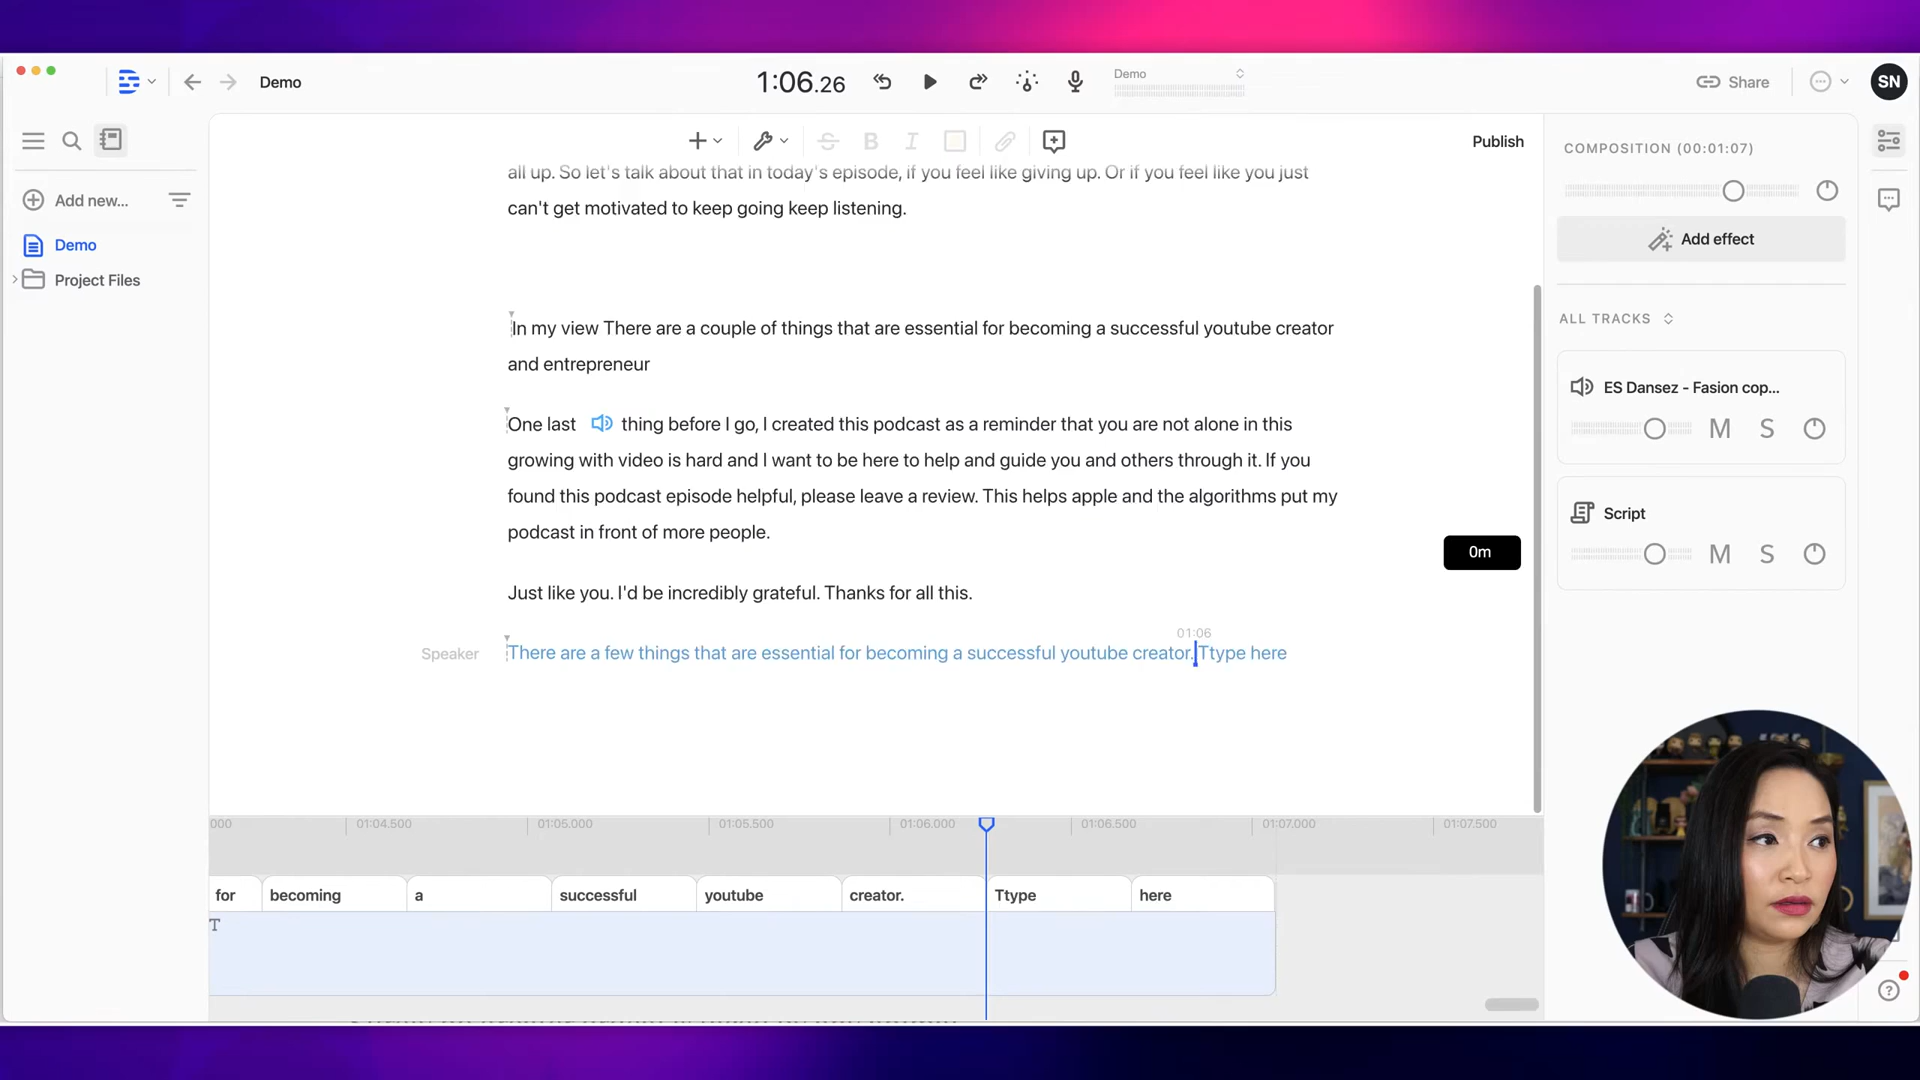 Demo
1:06.26
Demo
Share
SN
Publish
COMPOSITION (00:01:07)
Add new...
Demo
Project Files
Add effect
ALL TRACKS
ES Dansez - Fasion cop...
M S
Script
M S
all up. So let's talk about that in today's episode, if you feel like giving up. Or if you feel like you just
can't get motivated to keep going keep listening.
In my view There are a couple of things that are essential for becoming a successful youtube creator
and entrepreneur
One last thing before I go, I created this podcast as a reminder that you are not alone in this
growing with video is hard and I want to be here to help and guide you and others through it. If you
found this podcast episode helpful, please leave a review. This helps apple and the algorithms put my
podcast in front of more people.
0m
Just like you. I'd be incredibly grateful. Thanks for all this.
01:06
Speaker
There are a few things that are essential for becoming a successful youtube creator. Ttype here
000 01:04.500 01:05.000 01:05.500 01:06.000 01:06.500 01:07.000 01:07.500
for becoming a successful youtube creator. Ttype here
T